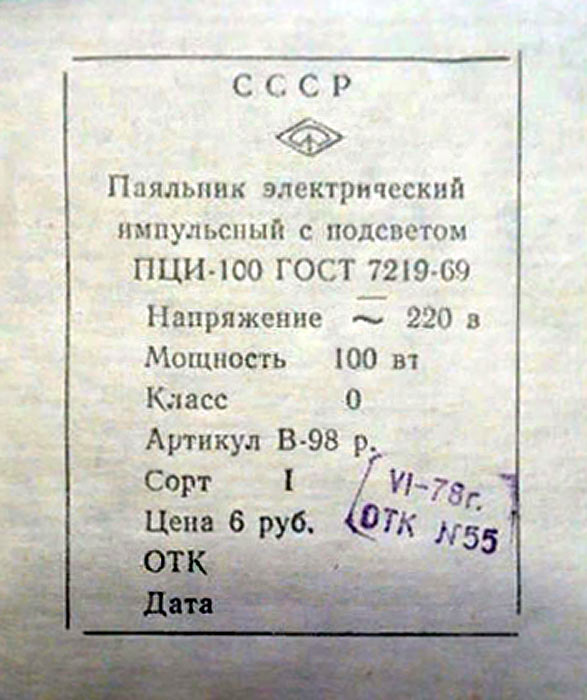 СССР
Паяльник электрический
импульсный с подсветом
ПЦИ-100 ГОСТ 7219-69
Напряжение ~ 220 в
Мощность 100 вт
Класс 0
Артикул В-98 р.
Сорт I
VI-78г.
Цена 6 руб.
ОТК №55
ОТК
Дата